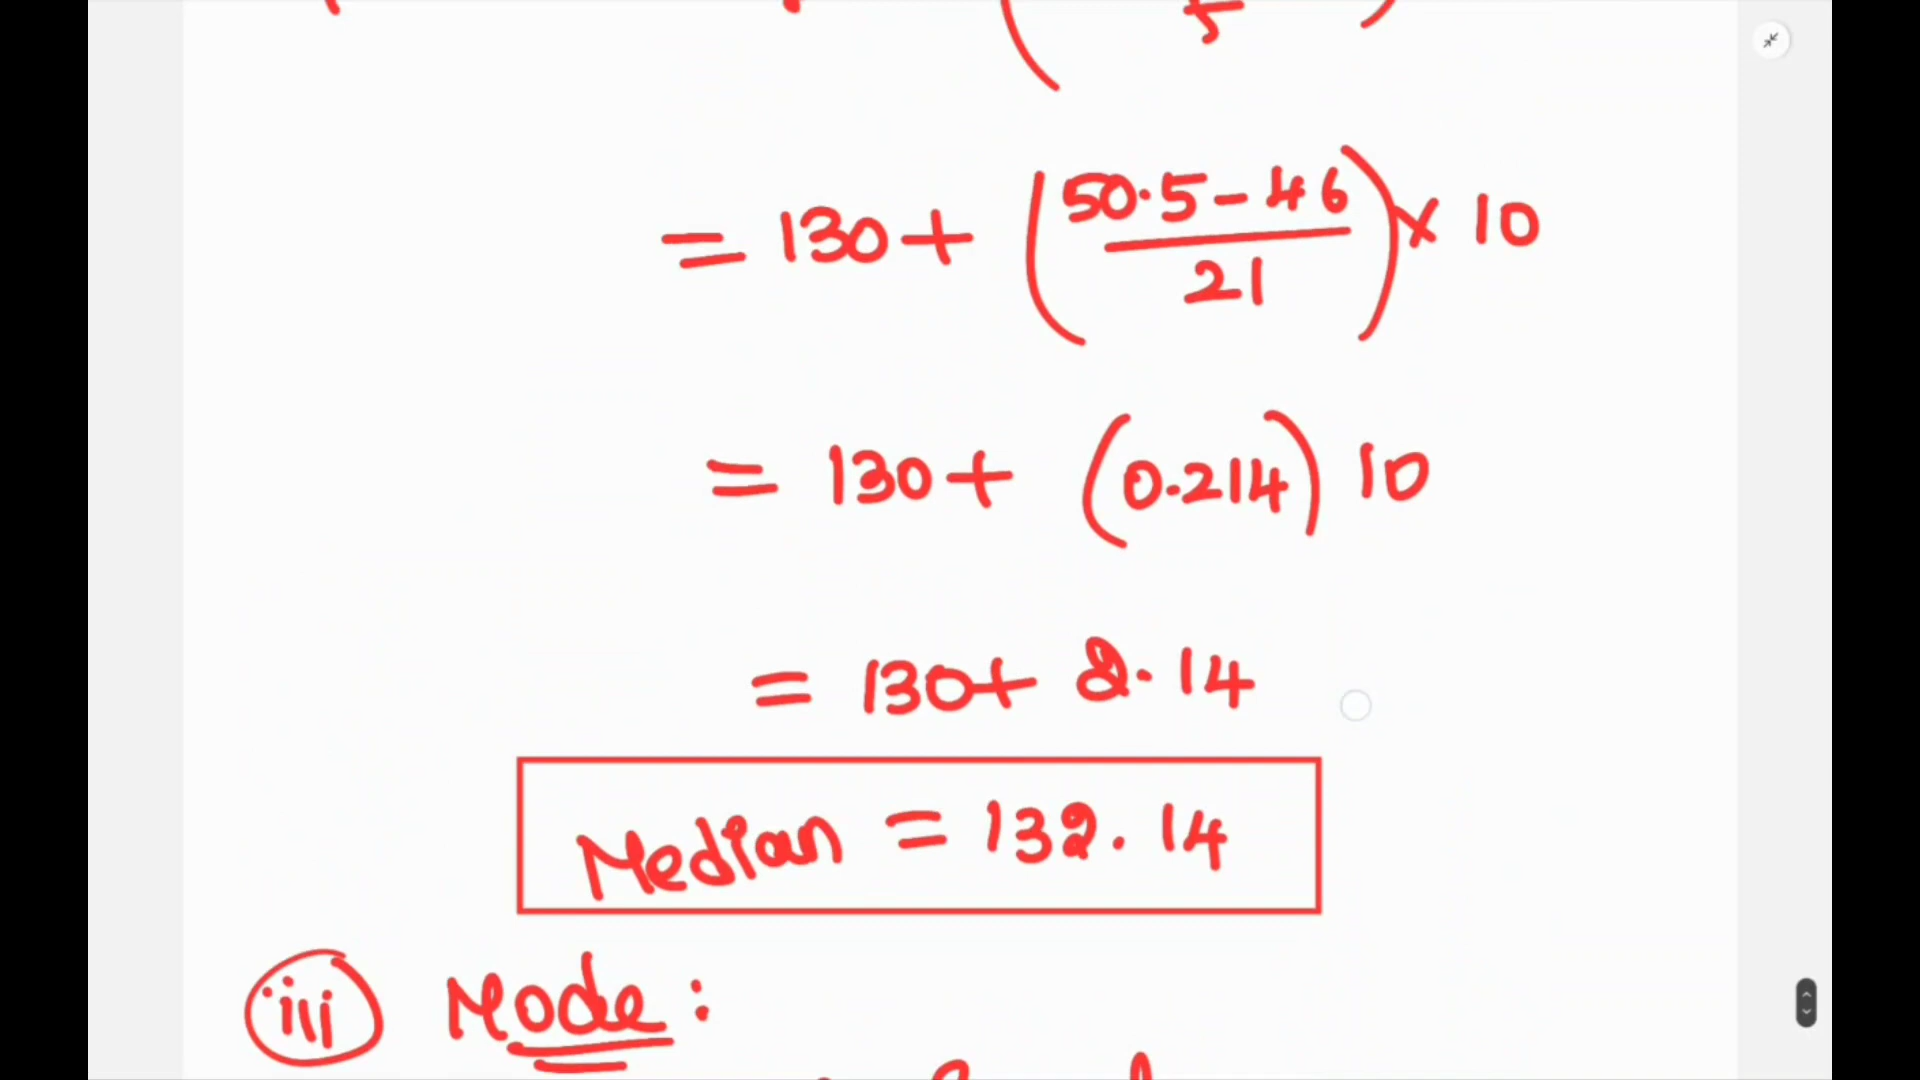 = 130 + (50.5 - 46 / 21) × 10
= 130 + (0.214) 10
= 130 + 2.14
Median = 132.14
iii Mode :